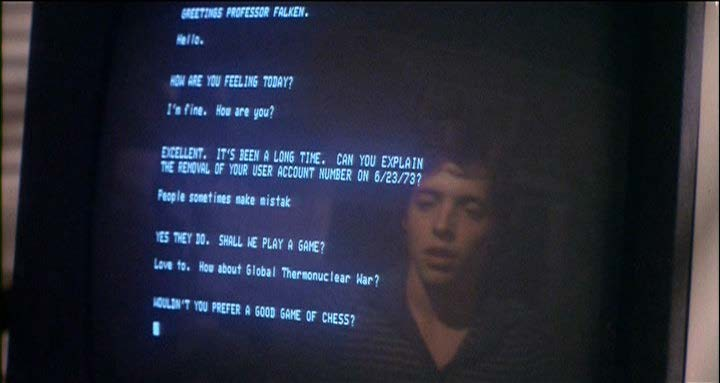 GREETINGS PROFESSOR FALKEN.
Hello.
HOW ARE YOU FEELING TODAY?
I'm fine. How are you?
EXCELLENT. IT'S BEEN A LONG TIME. CAN YOU EXPLAIN
THE REMOVAL OF YOUR USER ACCOUNT NUMBER ON 6/23/73?
People sometimes make mistak
YES THEY DO. SHALL WE PLAY A GAME?
Love to. How about Global Thermonuclear War?
WOULDN'T YOU PREFER A GOOD GAME OF CHESS?